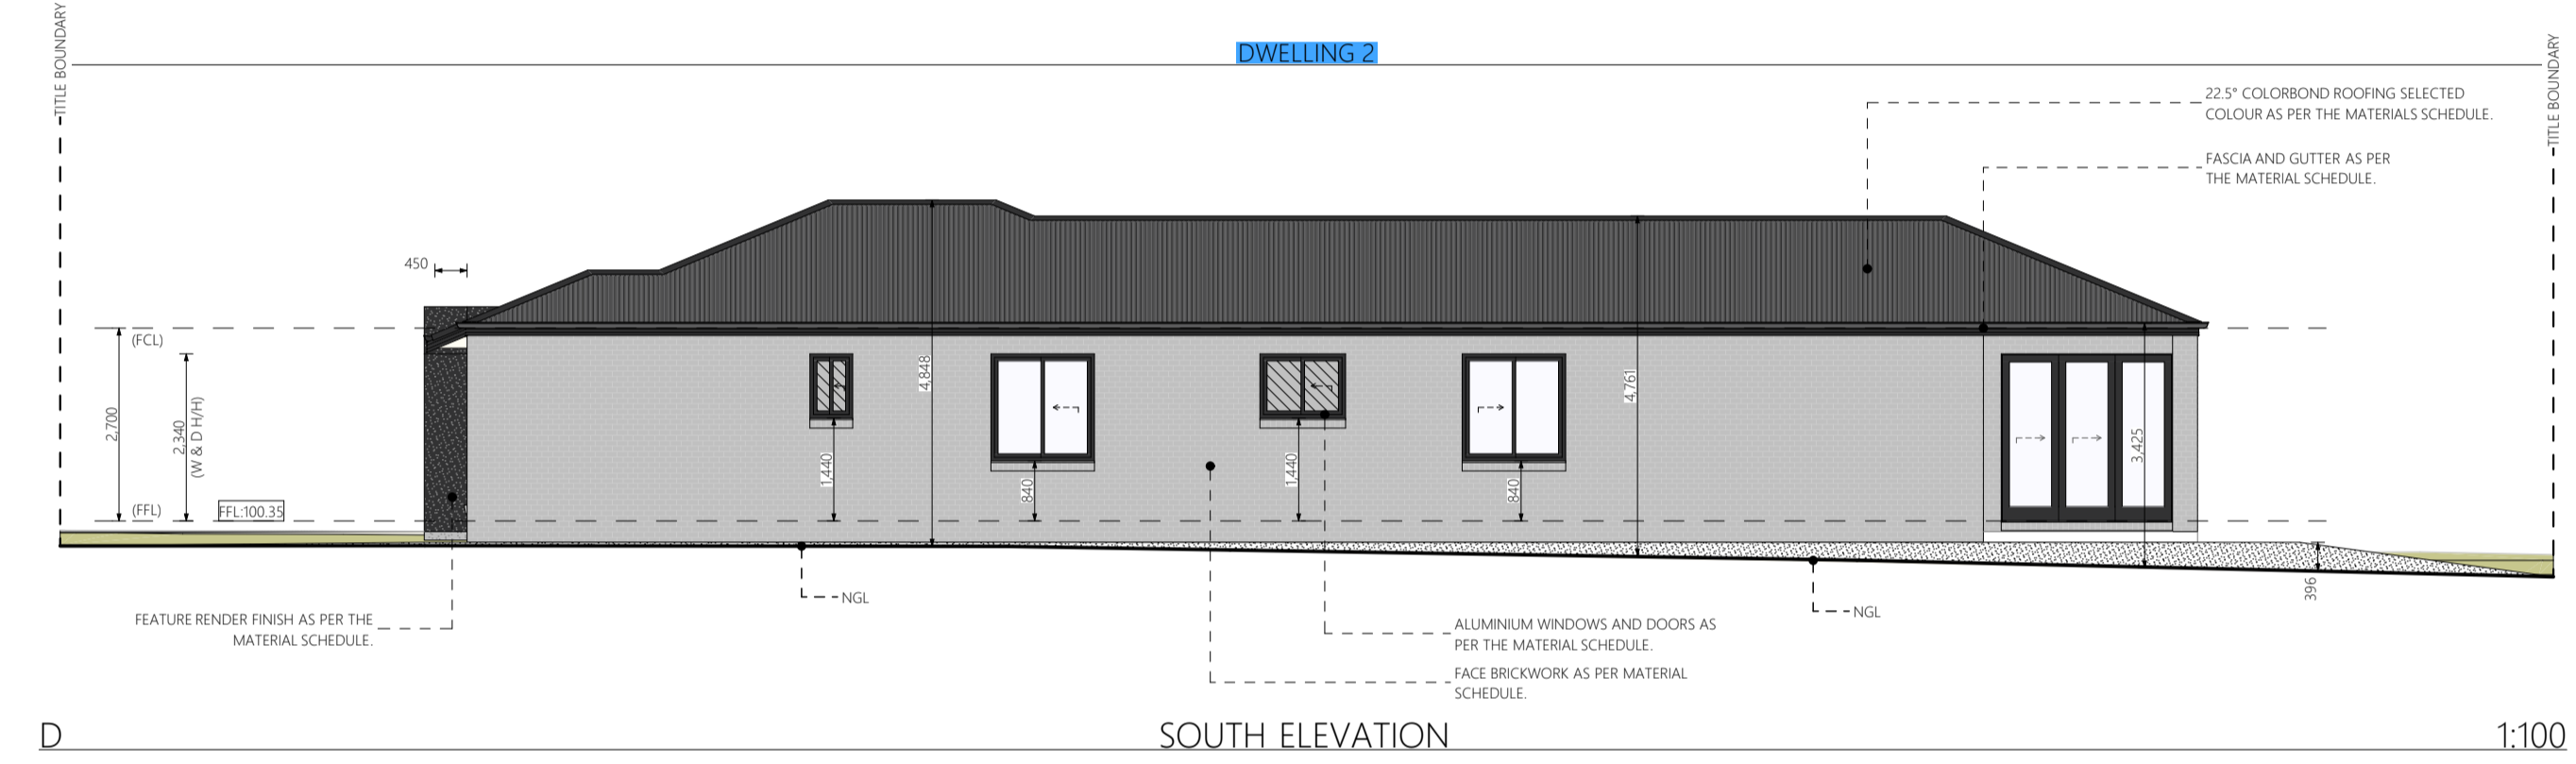 TITLE BOUNDARY
DWELLING 2
TITLE BOUNDARY
22.5° COLORBOND ROOFING SELECTED
COLOUR AS PER THE MATERIALS SCHEDULE.
FASCIA AND GUTTER AS PER
THE MATERIAL SCHEDULE.
450
(FCL)
2,700
2,340
(W & D H/H)
(FFL)
FFL:100.35
4,848
4,761
3,425
1,440
840
1,440
840
396
NGL
NGL
FEATURE RENDER FINISH AS PER THE
MATERIAL SCHEDULE.
ALUMINIUM WINDOWS AND DOORS AS
PER THE MATERIAL SCHEDULE.
FACE BRICKWORK AS PER MATERIAL
SCHEDULE.
D
SOUTH ELEVATION
1:100